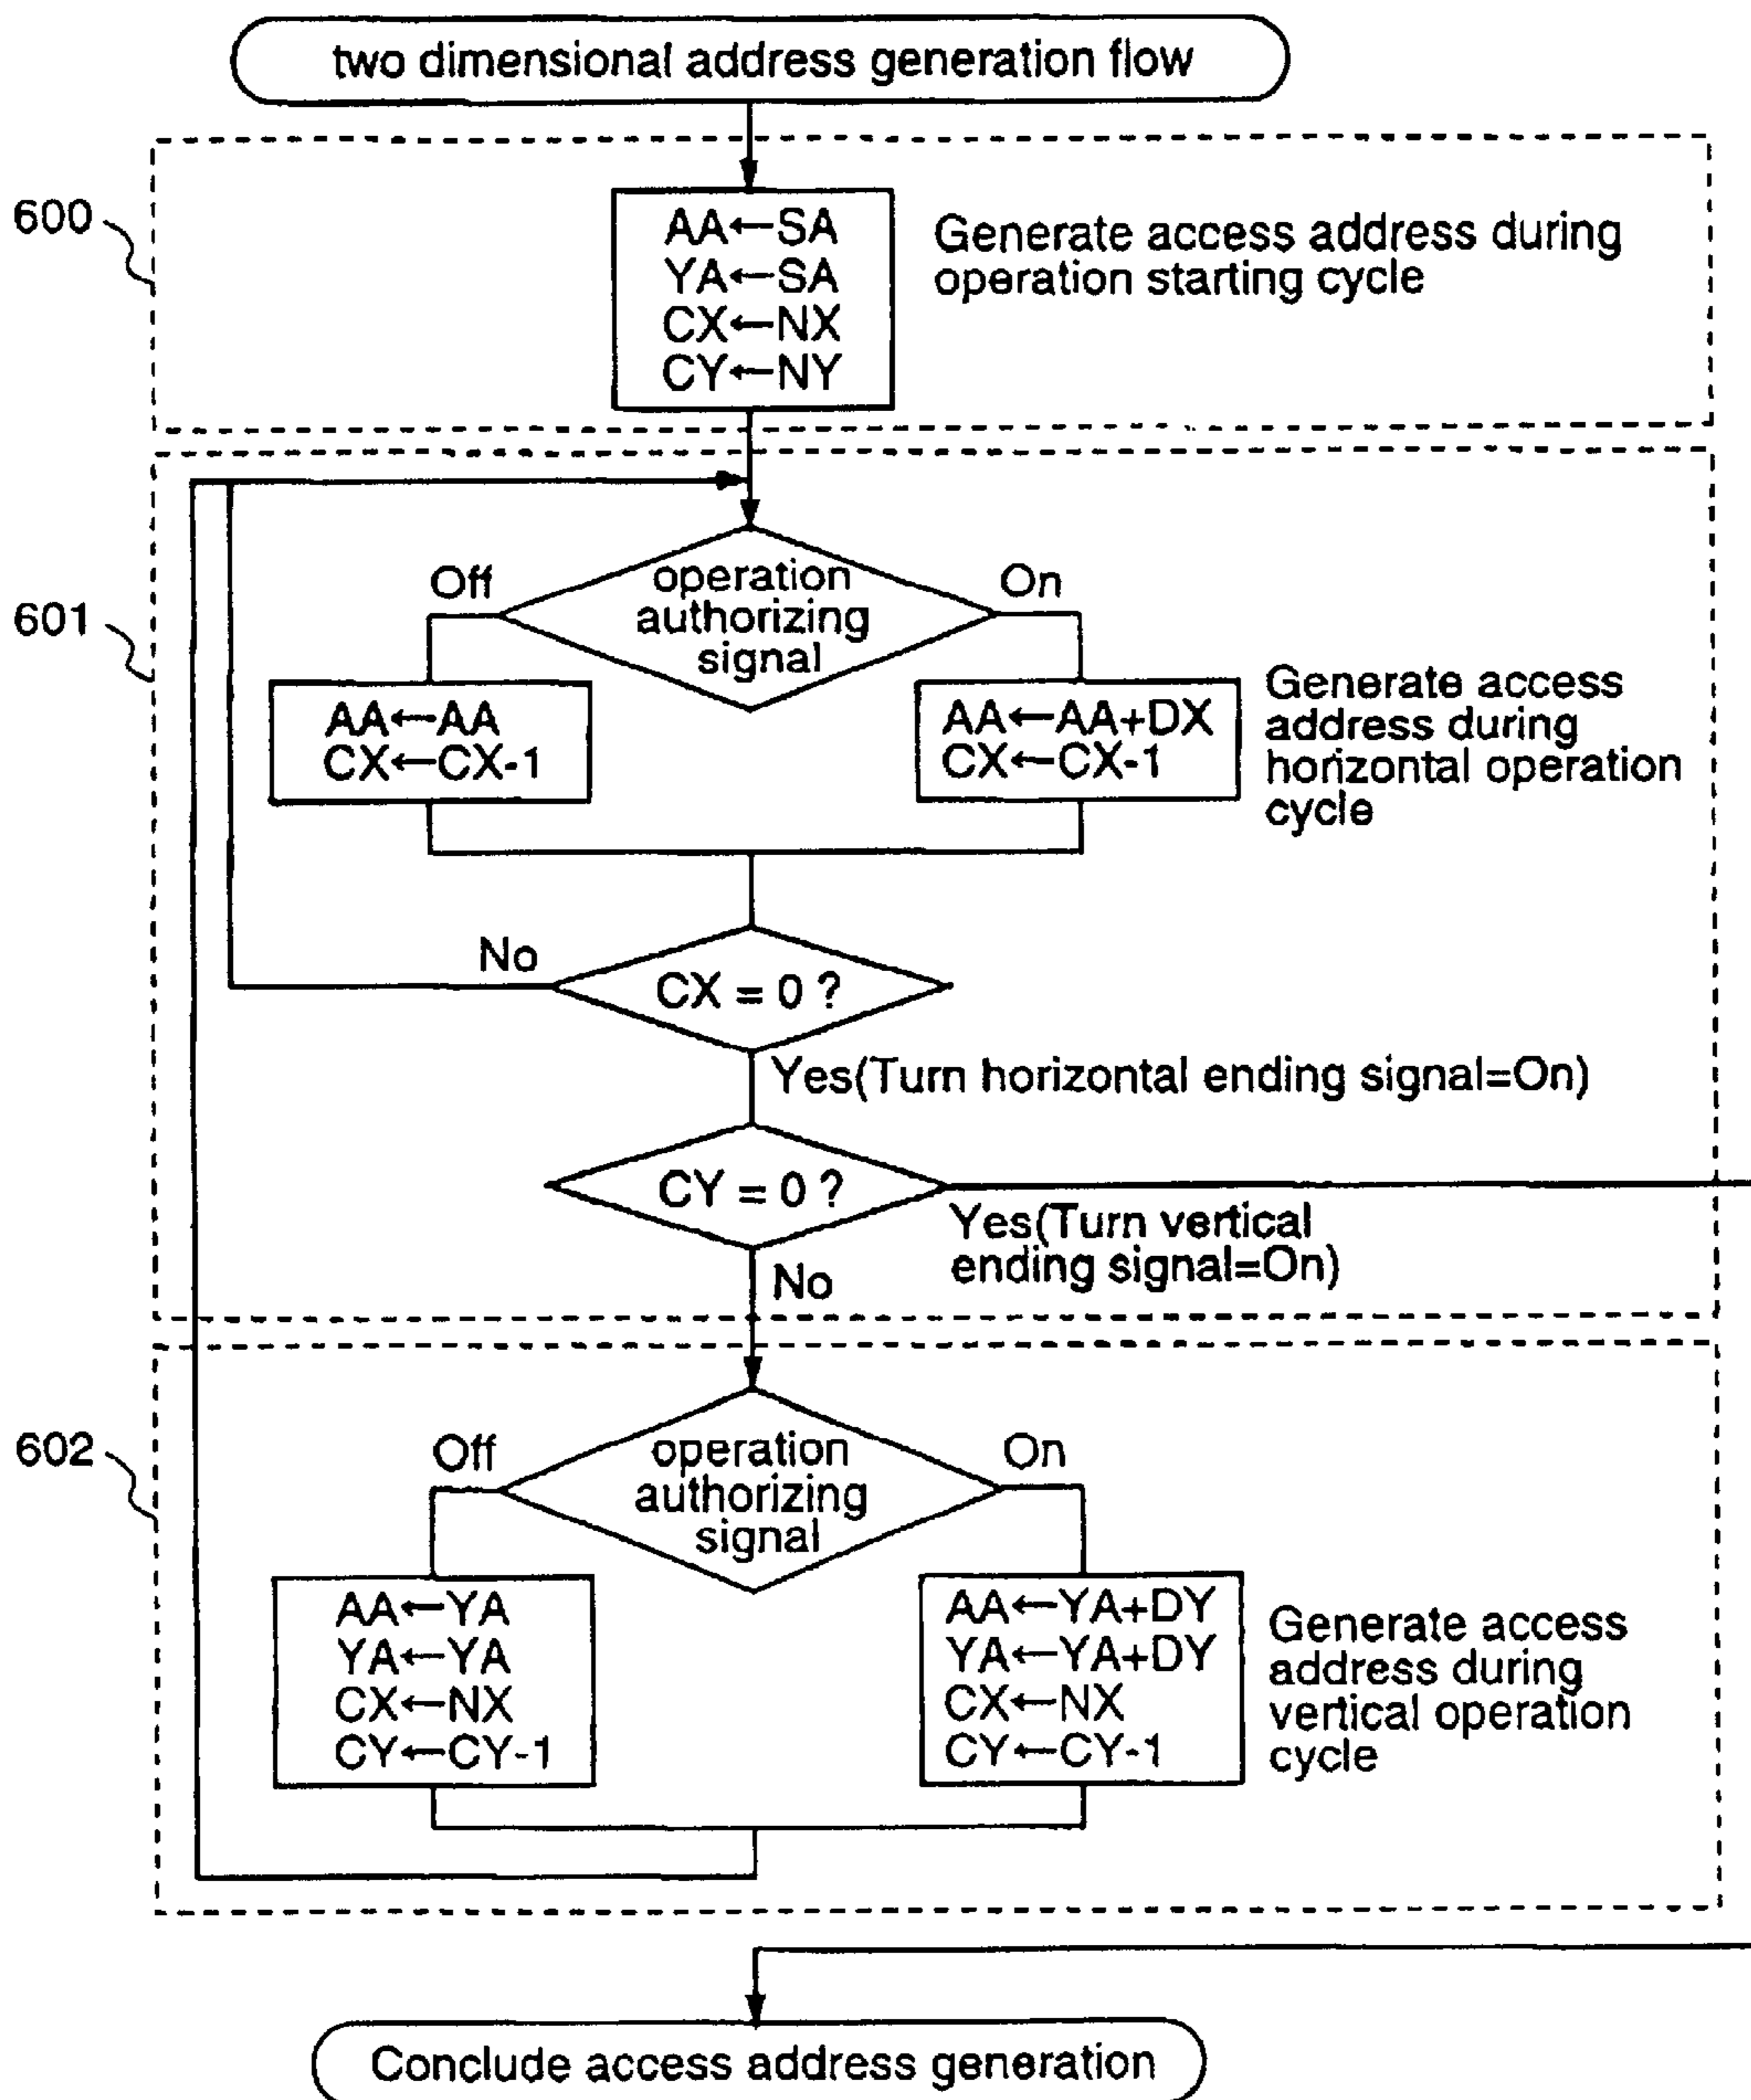 two dimensional address generation flow
600
AA←SA
YA←SA
CX←NX
CY←NY
Generate access address during
operation starting cycle
601
Off
operation
authorizing
signal
On
AA←AA
CX←CX-1
AA←AA+DX
CX←CX-1
Generate access
address during
horizontal operation
cycle
No
CX = 0 ?
Yes(Turn horizontal ending signal=On)
CY = 0 ?
Yes(Turn vertical
ending signal=On)
No
602
Off
operation
authorizing
signal
On
AA←YA
YA←YA
CX←NX
CY←CY-1
AA←YA+DY
YA←YA+DY
CX←NX
CY←CY-1
Generate access
address during
vertical operation
cycle
Conclude access address generation